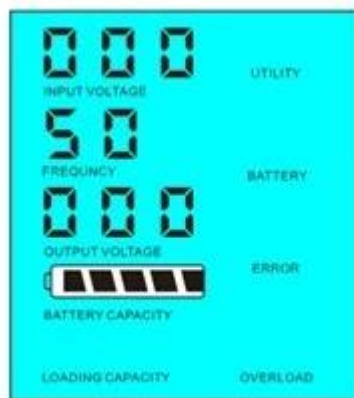 000
UTILITY
INPUT VOLTAGE
50
FREQUNCY
BATTERY
000
OUTPUT VOLTAGE
ERROR
BATTERY CAPACITY
LOADING CAPACITY
OVERLOAD